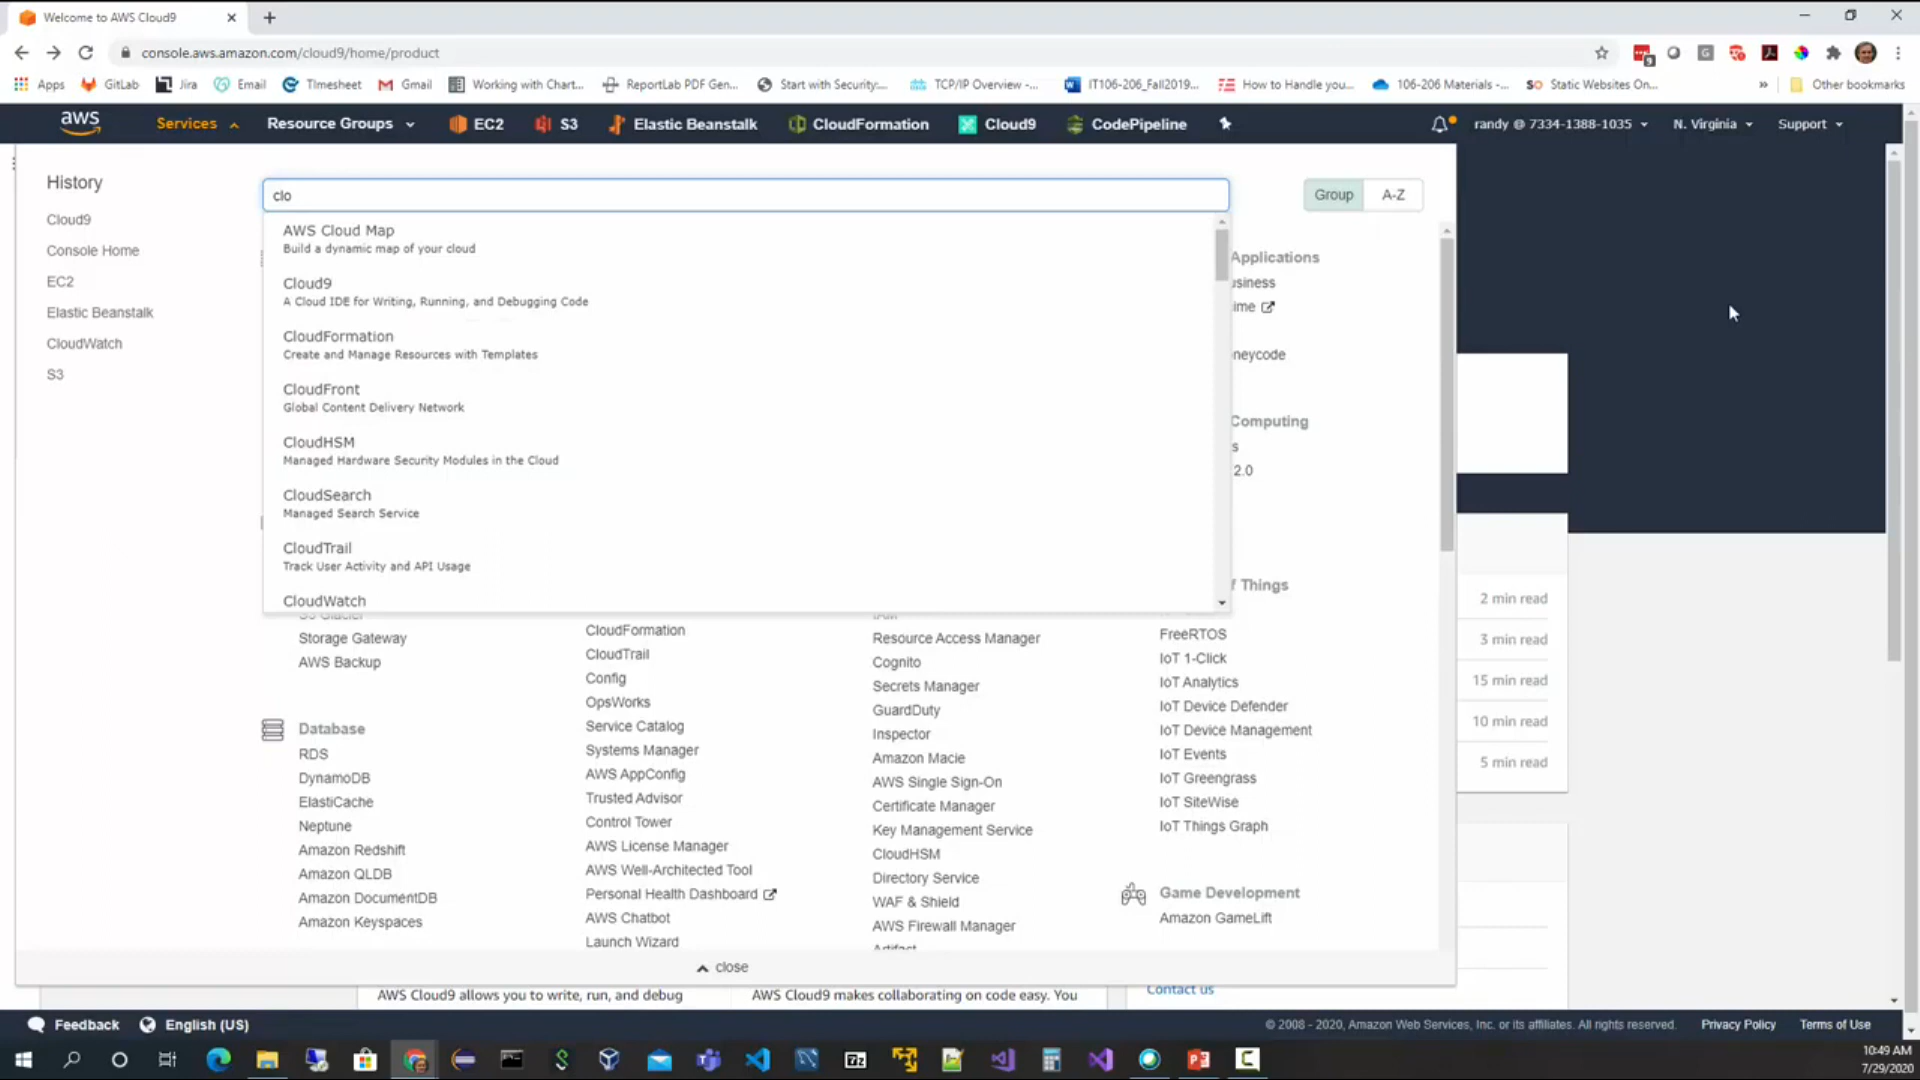 Welcome to AWS Cloud9
console.aws.amazon.com/cloud9/home/product
9
G
Apps GitLab Jira Email TImesheet Gmail Working with Chart... ReportLab PDF Gen... Start with Security:... TCP/IP Overview -... IT106-206_Fall2019... How to Handle you... 106-206 Materials -... SO Static Websites On... » Other bookmarks
aws Services Resource Groups EC2 S3 Elastic Beanstalk CloudFormation Cloud9 CodePipeline randy @ 7334-1388-1035 N. Virginia Support
History
Cloud9
Console Home
EC2
Elastic Beanstalk
CloudWatch
S3
clo
Group A-Z
AWS Cloud Map
Build a dynamic map of your cloud
Cloud9
A Cloud IDE for Writing, Running, and Debugging Code
CloudFormation
Create and Manage Resources with Templates
CloudFront
Global Content Delivery Network
CloudHSM
Managed Hardware Security Modules in the Cloud
CloudSearch
Managed Search Service
CloudTrail
Track User Activity and API Usage
CloudWatch
Storage Gateway
AWS Backup
Database
RDS
DynamoDB
ElastiCache
Neptune
Amazon Redshift
Amazon QLDB
Amazon DocumentDB
Amazon Keyspaces
CloudFormation
CloudTrail
Config
OpsWorks
Service Catalog
Systems Manager
AWS AppConfig
Trusted Advisor
Control Tower
AWS License Manager
AWS Well-Architected Tool
Personal Health Dashboard
AWS Chatbot
Launch Wizard
Resource Access Manager
Cognito
Secrets Manager
GuardDuty
Inspector
Amazon Macie
AWS Single Sign-On
Certificate Manager
Key Management Service
CloudHSM
Directory Service
WAF & Shield
AWS Firewall Manager
Artifact
Applications
usiness
ime
neycode
Computing
s
2.0
f Things
FreeRTOS
IoT 1-Click
IoT Analytics
IoT Device Defender
IoT Device Management
IoT Events
IoT Greengrass
IoT SiteWise
IoT Things Graph
Game Development
Amazon GameLift
2 min read
3 min read
15 min read
10 min read
5 min read
close
AWS Cloud9 allows you to write, run, and debug
AWS Cloud9 makes collaborating on code easy. You
Contact us
Feedback English (US) © 2008 - 2020, Amazon Web Services, Inc. or its affiliates. All rights reserved. Privacy Policy Terms of Use
10:49 AM
7/29/2020